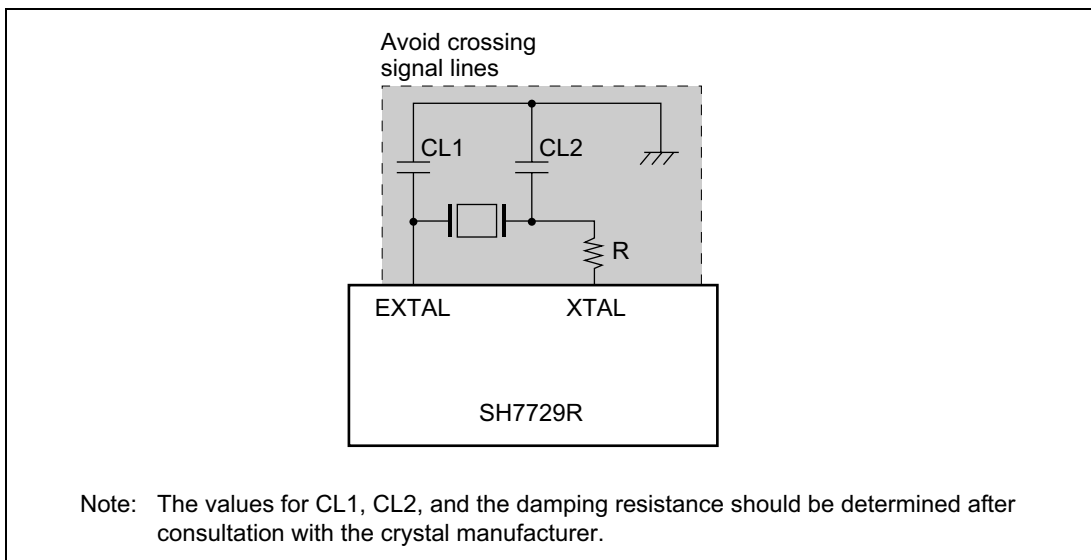 Avoid crossing
signal lines
CL1
CL2
R
EXTAL
XTAL
SH7729R
Note: The values for CL1, CL2, and the damping resistance should be determined after
consultation with the crystal manufacturer.